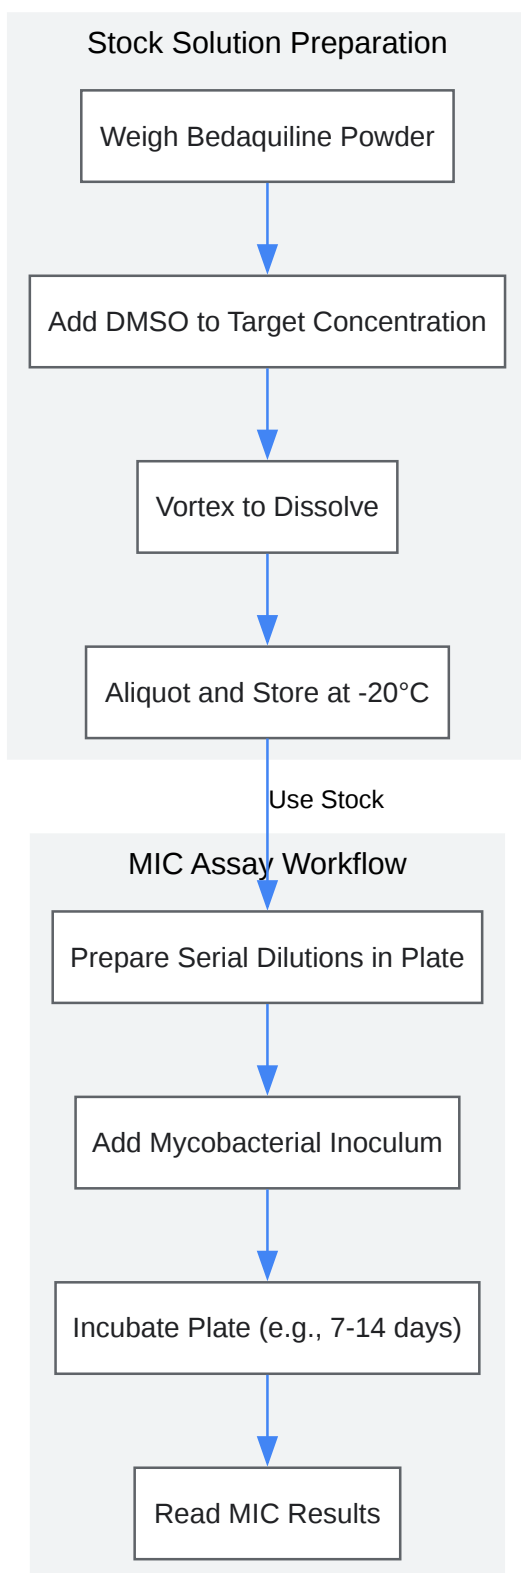 Stock Solution Preparation
Weigh Bedaquiline Powder
Add DMSO to Target Concentration
Vortex to Dissolve
Aliquot and Store at -20°C
Use Stock
MIC Assay Workflow
Prepare Serial Dilutions in Plate
Add Mycobacterial Inoculum
Incubate Plate (e.g., 7-14 days)
Read MIC Results